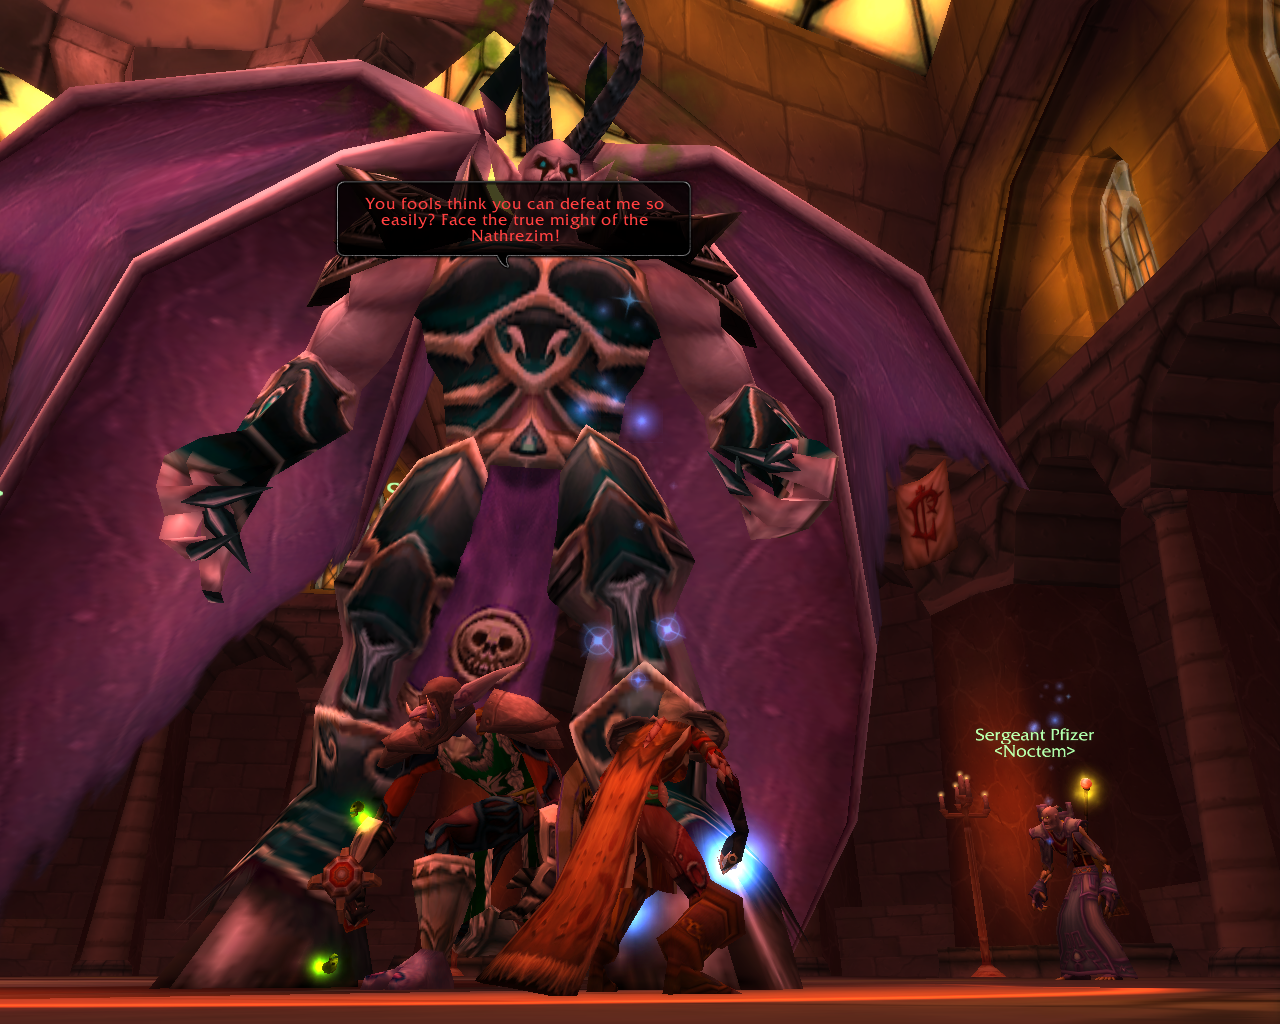 You fools think you can defeat me so
easily? Face the true might of the
Nathrezim!
Sergeant Pfizer
<Noctem>